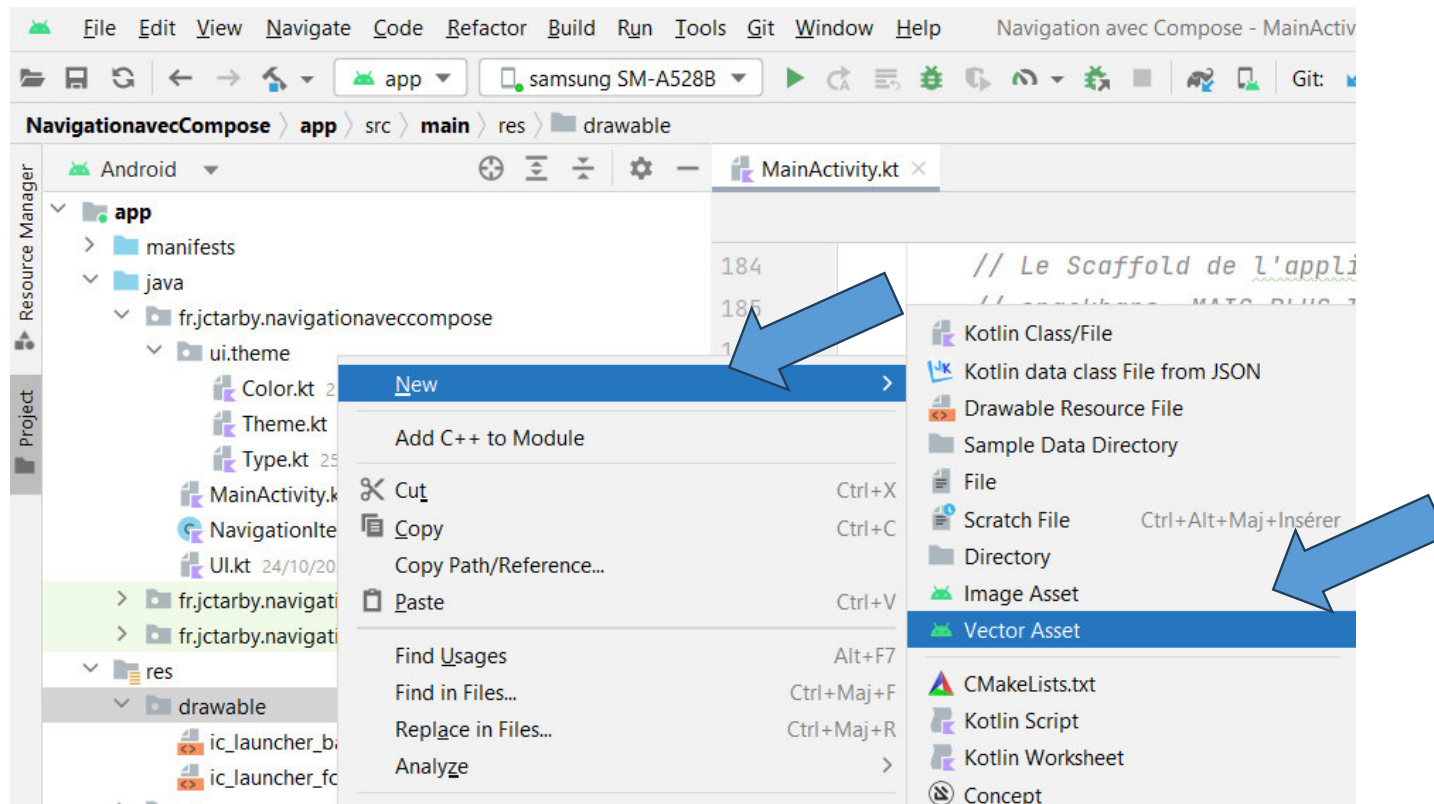 File Edit View Navigate Code Refactor Build Run Tools Git Window Help Navigation avec Compose - MainActiv
app samsung SM-A528B Git:
NavigationavecCompose app src main res drawable
Resource Manager
Project
Android
app
manifests
java
fr.jctarby.navigationaveccompose
ui.theme
Color.kt 2
Theme.kt
Type.kt 25
MainActivity.k
NavigationIte
UI.kt 24/10/20
fr.jctarby.navigati
fr.jctarby.navigati
res
drawable
ic_launcher_ba
ic_launcher_fo
MainActivity.kt
184 // Le Scaffold de l'appli
185
1
New
Add C++ to Module
Cut Ctrl+X
Copy Ctrl+C
Copy Path/Reference...
Paste Ctrl+V
Find Usages Alt+F7
Find in Files... Ctrl+Maj+F
Replace in Files... Ctrl+Maj+R
Analyze
Kotlin Class/File
Kotlin data class File from JSON
Drawable Resource File
Sample Data Directory
File
Scratch File Ctrl+Alt+Maj+Insérer
Directory
Image Asset
Vector Asset
CMakeLists.txt
Kotlin Script
Kotlin Worksheet
Concept